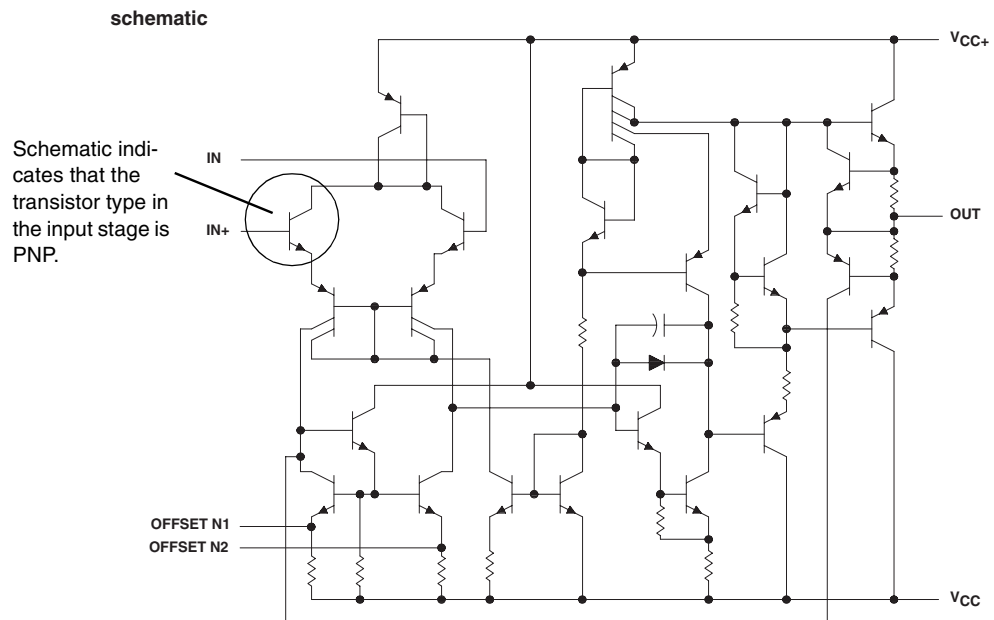 schematic
VCC+
Schematic indi-
cates that the
transistor type in
the input stage is
PNP.
IN
IN+
OUT
OFFSET N1
OFFSET N2
VCC